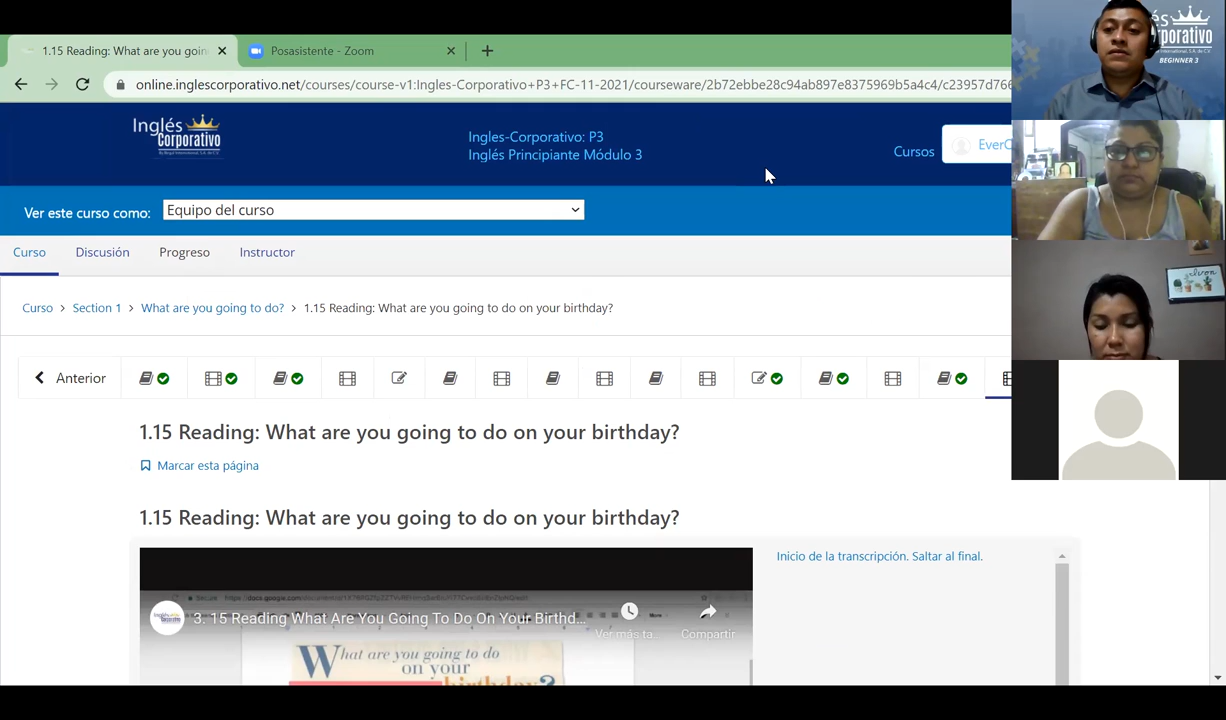 1.15 Reading: What are you goin
Posasistente - Zoom
online.inglescorporativo.net/courses/course-v1:Ingles-Corporativo+P3+FC-11-2021/courseware/2b72ebbe28c94ab897e8375969b5a4c4/c23957d766
Inglés
Corporativo
Ingles-Corporativo: P3
Inglés Principiante Módulo 3
Cursos
EverC
Ver este curso como:
Equipo del curso
Curso
Discusión
Progreso
Instructor
Curso > Section 1 > What are you going to do? > 1.15 Reading: What are you going to do on your birthday?
Anterior
1.15 Reading: What are you going to do on your birthday?
Marcar esta página
1.15 Reading: What are you going to do on your birthday?
Inicio de la transcripción. Saltar al final.
3. 15 Reading What Are You Going To Do On Your Birthd...
Ver más ta...
Compartir
What are you going to do
on your
birthday?
BEGINNER 3